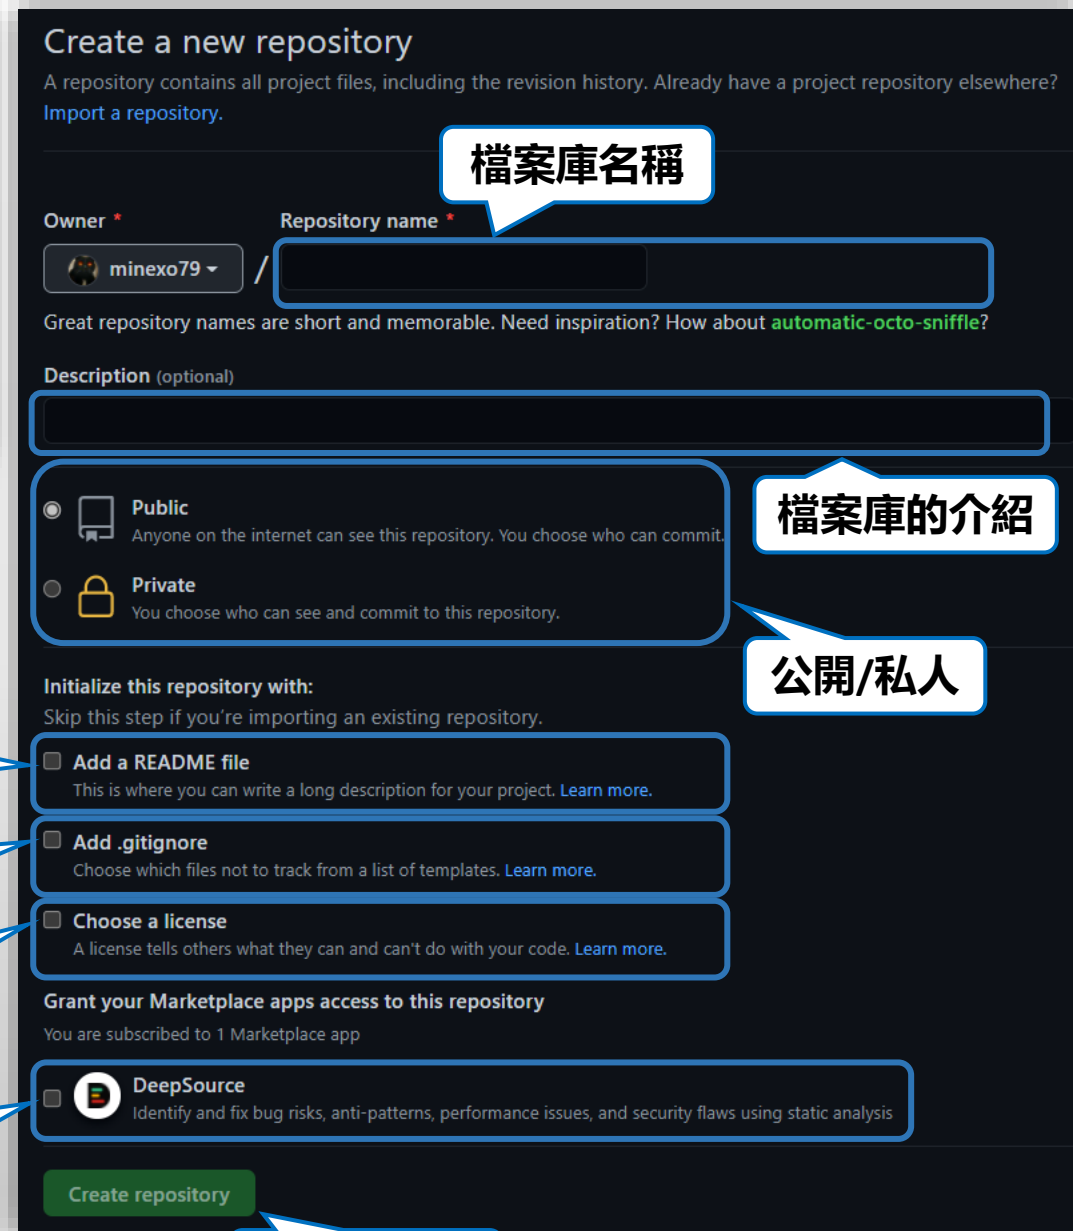 Create a new repository
A repository contains all project files, including the revision history. Already have a project repository elsewhere?
Import a repository.
檔案庫名稱
Owner *
Repository name *
minexo79
/
Great repository names are short and memorable. Need inspiration? How about automatic-octo-sniffle?
Description (optional)
檔案庫的介紹
Public
Anyone on the internet can see this repository. You choose who can commit.
Private
You choose who can see and commit to this repository.
公開/私人
Initialize this repository with:
Skip this step if you're importing an existing repository.
Add a README file
This is where you can write a long description for your project. Learn more.
Add .gitignore
Choose which files not to track from a list of templates. Learn more.
Choose a license
A license tells others what they can and can't do with your code. Learn more.
Grant your Marketplace apps access to this repository
You are subscribed to 1 Marketplace app
DeepSource
Identify and fix bug risks, anti-patterns, performance issues, and security flaws using static analysis
Create repository